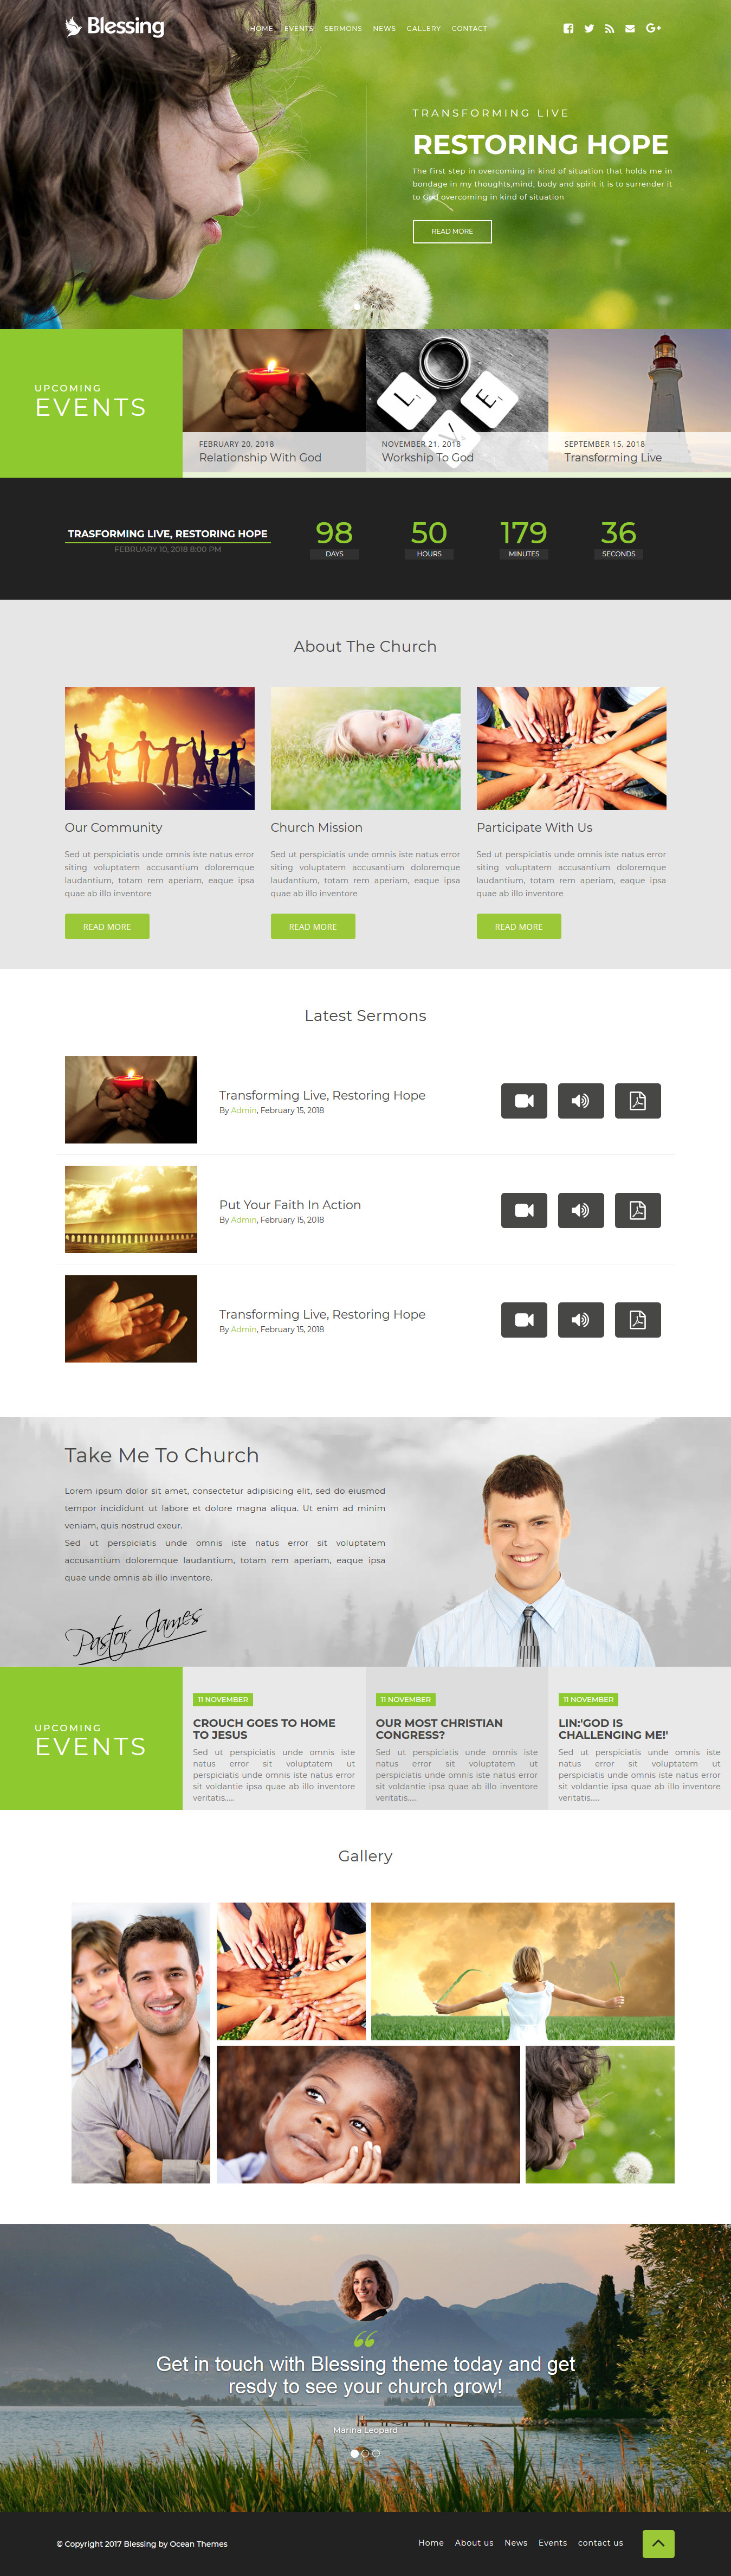 Blessing
HOME EVENTS SERMONS NEWS GALLERY CONTACT
TRANSFORMING LIVE
RESTORING HOPE
The first step in overcoming in kind of situation that holds me in
bondage in my thoughts,mind, body and spirit it is to surrender it
to God overcoming in kind of situation
READ MORE
UPCOMING
EVENTS
L
V
E
FEBRUARY 20, 2018
Relationship With God
NOVEMBER 21, 2018
Workship To God
SEPTEMBER 15, 2018
Transforming Live
TRASFORMING LIVE, RESTORING HOPE
FEBRUARY 10, 2018 8:00 PM
98 50 179 36
DAYS HOURS MINUTES SECONDS
About The Church
Our Community
Sed ut perspiciatis unde omnis iste natus error
siting voluptatem accusantium doloremque
laudantium, totam rem aperiam, eaque ipsa
quae ab illo inventore
READ MORE
Church Mission
Sed ut perspiciatis unde omnis iste natus error
siting voluptatem accusantium doloremque
laudantium, totam rem aperiam, eaque ipsa
quae ab illo inventore
READ MORE
Participate With Us
Sed ut perspiciatis unde omnis iste natus error
siting voluptatem accusantium doloremque
laudantium, totam rem aperiam, eaque ipsa
quae ab illo inventore
READ MORE
Latest Sermons
Transforming Live, Restoring Hope
By Admin, February 15, 2018
Put Your Faith In Action
By Admin, February 15, 2018
Transforming Live, Restoring Hope
By Admin, February 15, 2018
Take Me To Church
Lorem ipsum dolor sit amet, consectetur adipisicing elit, sed do eiusmod
tempor incididunt ut labore et dolore magna aliqua. Ut enim ad minim
veniam, quis nostrud exeur.
Sed ut perspiciatis unde omnis iste natus error sit voluptatem
accusantium doloremque laudantium, totam rem aperiam, eaque ipsa
quae unde omnis ab illo inventore.
Pastor James
UPCOMING
EVENTS
11 NOVEMBER
CROUCH GOES TO HOME
TO JESUS
Sed ut perspiciatis unde omnis iste
natus error sit voluptatem ut
perspiciatis unde omnis iste natus error
sit voldantie ipsa quae ab illo inventore
veritatis.....
11 NOVEMBER
OUR MOST CHRISTIAN
CONGRESS?
Sed ut perspiciatis unde omnis iste
natus error sit voluptatem ut
perspiciatis unde omnis iste natus error
sit voldantie ipsa quae ab illo inventore
veritatis.....
11 NOVEMBER
LIN:'GOD IS
CHALLENGING ME!'
Sed ut perspiciatis unde omnis iste
natus error sit voluptatem ut
perspiciatis unde omnis iste natus error
sit voldantie ipsa quae ab illo inventore
veritatis.....
Gallery
Get in touch with Blessing theme today and get
resdy to see your church grow!
Marina Leopard
© Copyright 2017 Blessing by Ocean Themes
Home About us News Events contact us